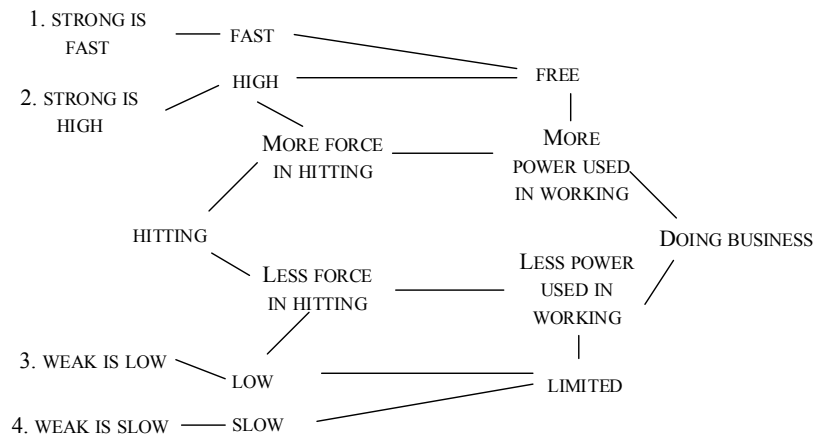 1. STRONG IS
FAST
FAST
HIGH
FREE
2. STRONG IS
HIGH
MORE FORCE
IN HITTING
MORE
POWER USED
IN WORKING
HITTING
DOING BUSINESS
LESS FORCE
IN HITTING
LESS POWER
USED IN
WORKING
3. WEAK IS LOW
LOW
LIMITED
4. WEAK IS SLOW
SLOW